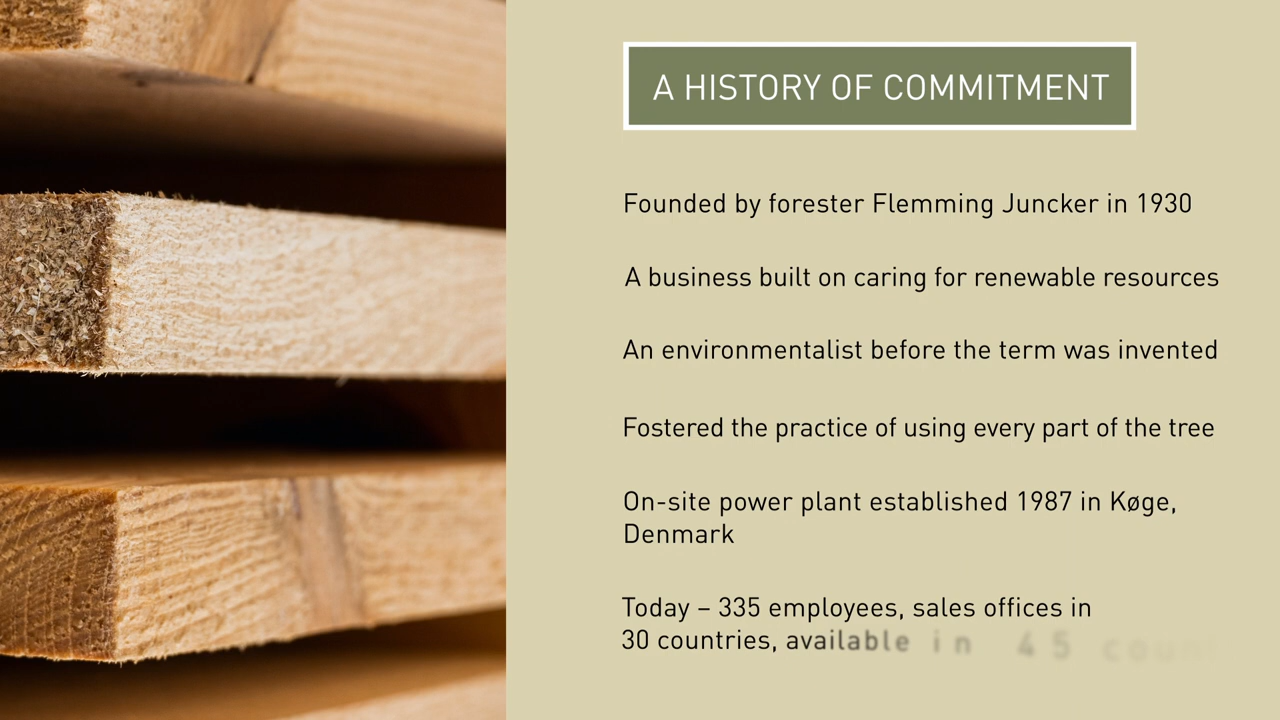 A HISTORY OF COMMITMENT
Founded by forester Flemming Juncker in 1930
A business built on caring for renewable resources
An environmentalist before the term was invented
Fostered the practice of using every part of the tree
On-site power plant established 1987 in Køge,
Denmark
Today – 335 employees, sales offices in
30 countries, available in 45